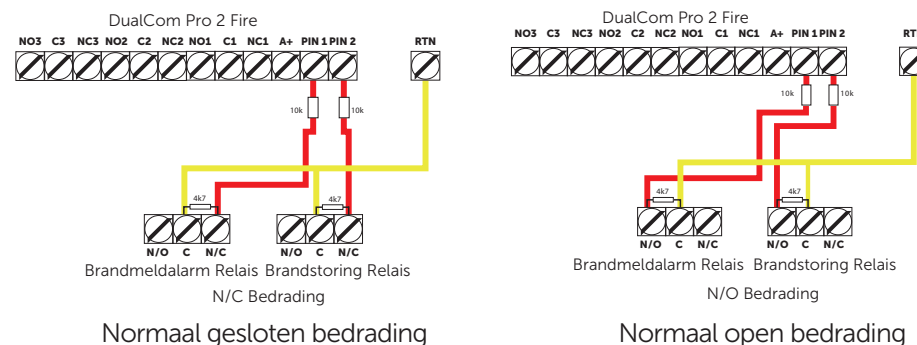 DualCom Pro 2 Fire
NO3 C3 NC3 NO2 C2 NC2 NO1 C1 NC1 A+ PIN 1 PIN 2 RTN
10k 10k
4k7 4k7
N/O C N/C N/O C N/C
Brandmeldalarm Relais Brandstoring Relais
N/C Bedrading
Normaal gesloten bedrading
DualCom Pro 2 Fire
NO3 C3 NC3 NO2 C2 NC2 NO1 C1 NC1 A+ PIN 1 PIN 2
10k 10k
4k7 4k7
N/O C N/C N/O C N/C
Brandmeldalarm Relais Brandstoring Relais
N/O Bedrading
Normaal open bedrading